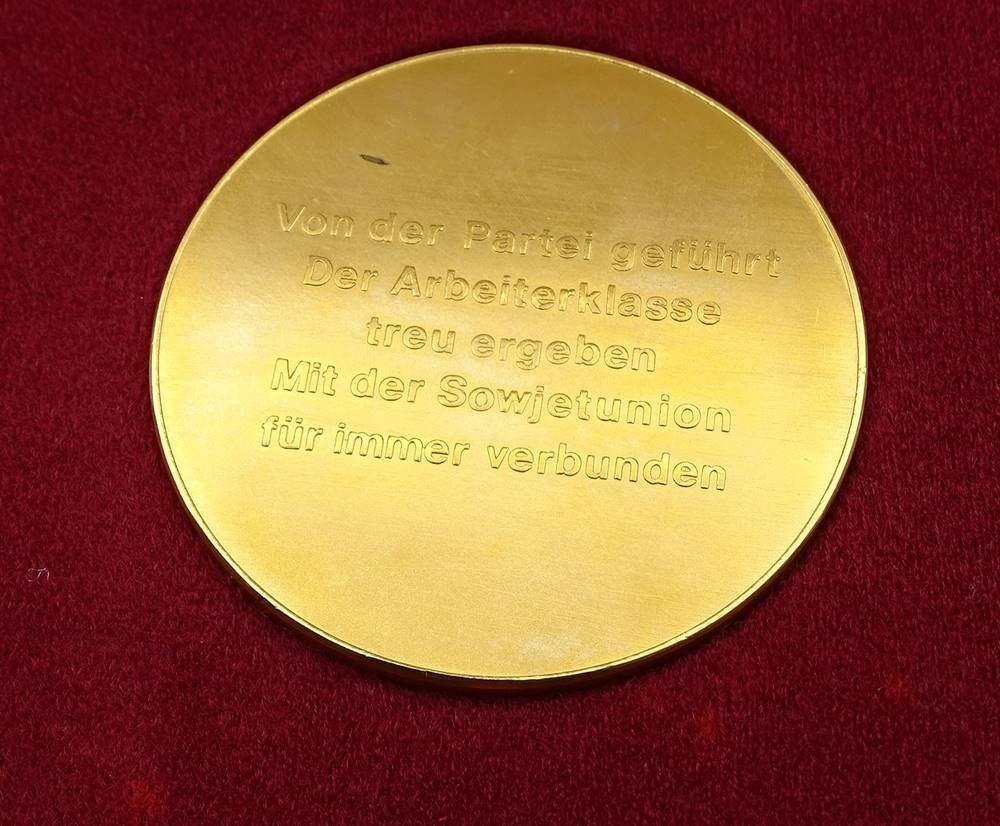 Von der Partei geführt
Der Arbeiterklasse
treu ergeben
Mit der Sowjetunion
für immer verbunden